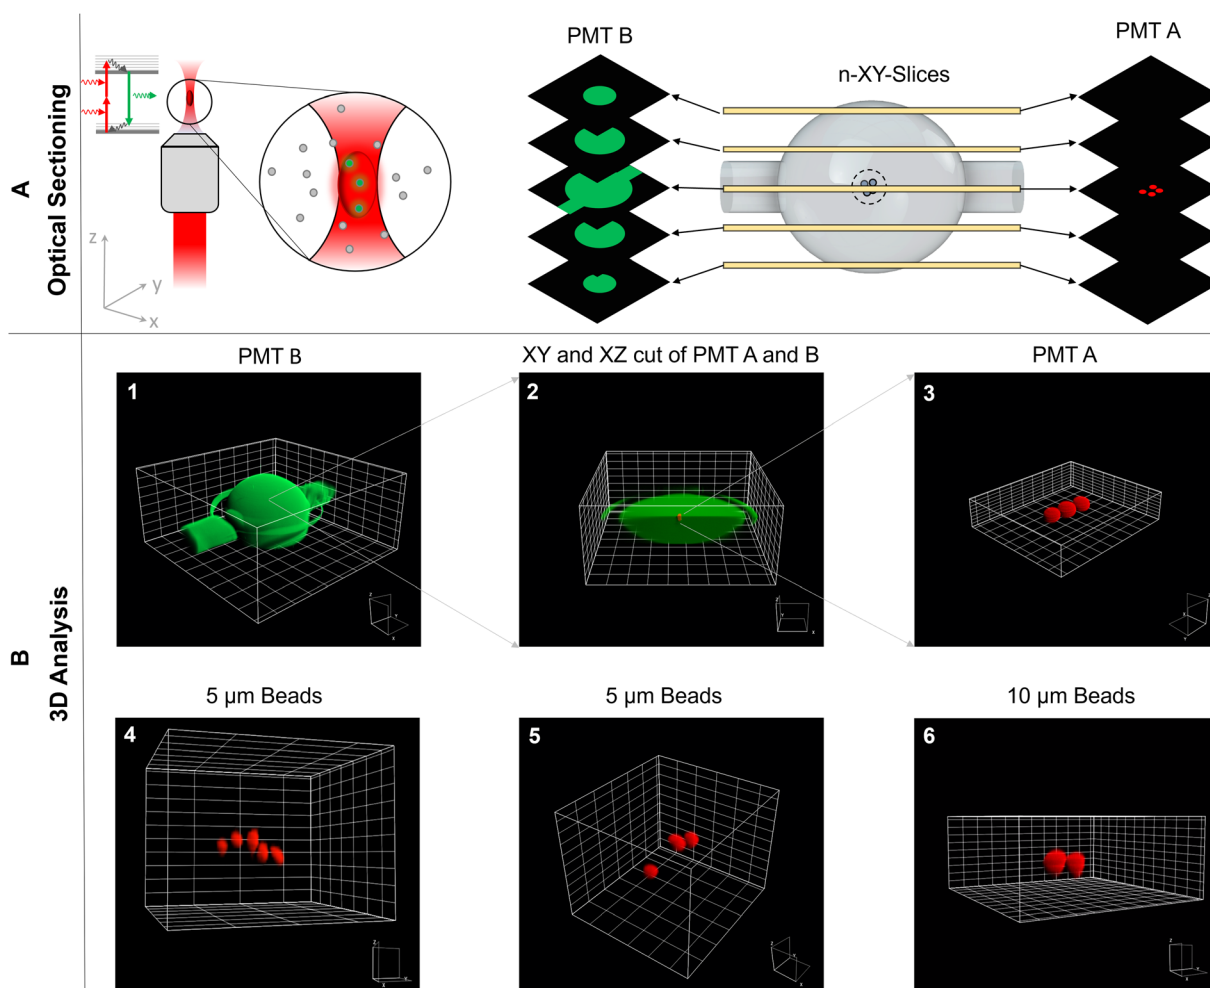 PMT B
PMT A
n-XY-Slices
A
Optical Sectioning
z
y
x
PMT B
XY and XZ cut of PMT A and B
PMT A
1
2
3
B
3D Analysis
5 µm Beads
5 µm Beads
10 µm Beads
4
5
6